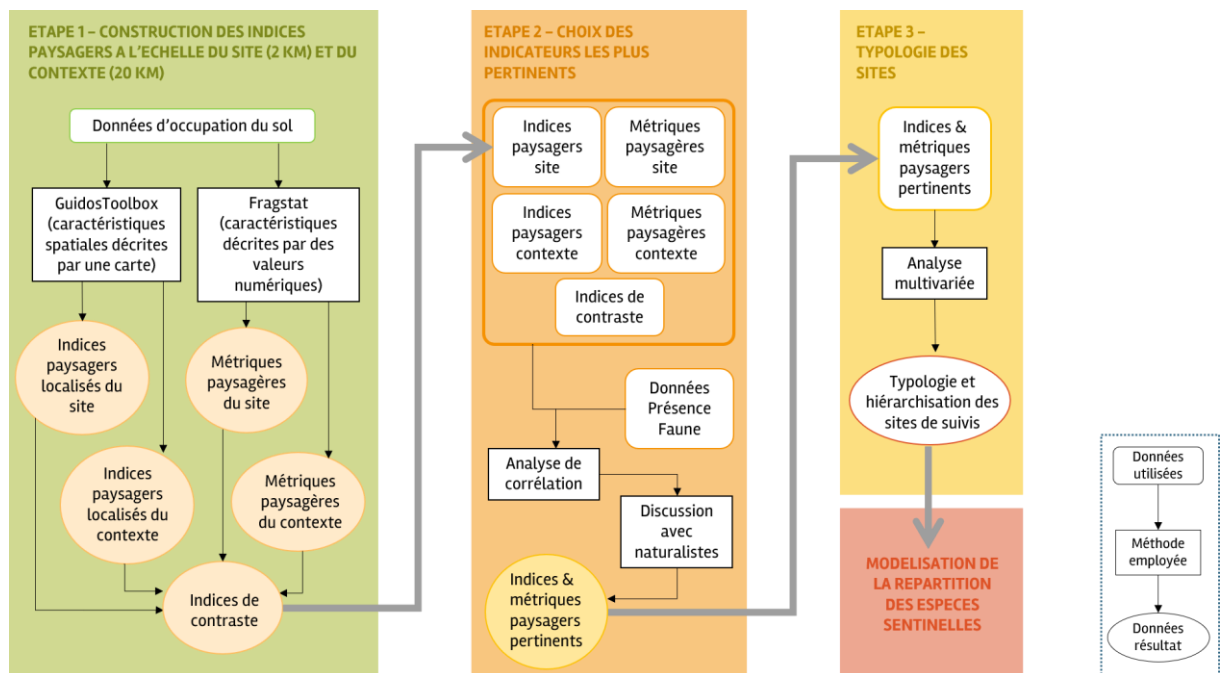 ETAPE 1 – CONSTRUCTION DES INDICES
PAYSAGERS A L'ECHELLE DU SITE (2 KM) ET DU
CONTEXTE (20 KM)
Données d'occupation du sol
GuidosToolbox
(caractéristiques
spatiales décrites
par une carte)
Fragstat
(caractéristiques
décrites par des
valeurs
numériques)
Indices
paysagers
localisés du
site
Métriques
paysagères
du site
Indices
paysagers
localisés du
contexte
Métriques
paysagères
du contexte
Indices de
contraste
ETAPE 2 – CHOIX DES
INDICATEURS LES PLUS
PERTINENTS
Indices
paysagers
site
Métriques
paysagères
site
Indices
paysagers
contexte
Métriques
paysagères
contexte
Indices de
contraste
Données
Présence
Faune
Analyse de
corrélation
Discussion
avec
naturalistes
Indices &
métriques
paysagers
pertinents
ETAPE 3 –
TYPOLOGIE DES
SITES
Indices &
métriques
paysagers
pertinents
Analyse
multivariée
Typologie et
hiérarchisation des
sites de suivis
MODELISATION DE
LA REPARTITION
DES ESPECES
SENTINELLES
Données
utilisées
Méthode
employée
Données
résultat